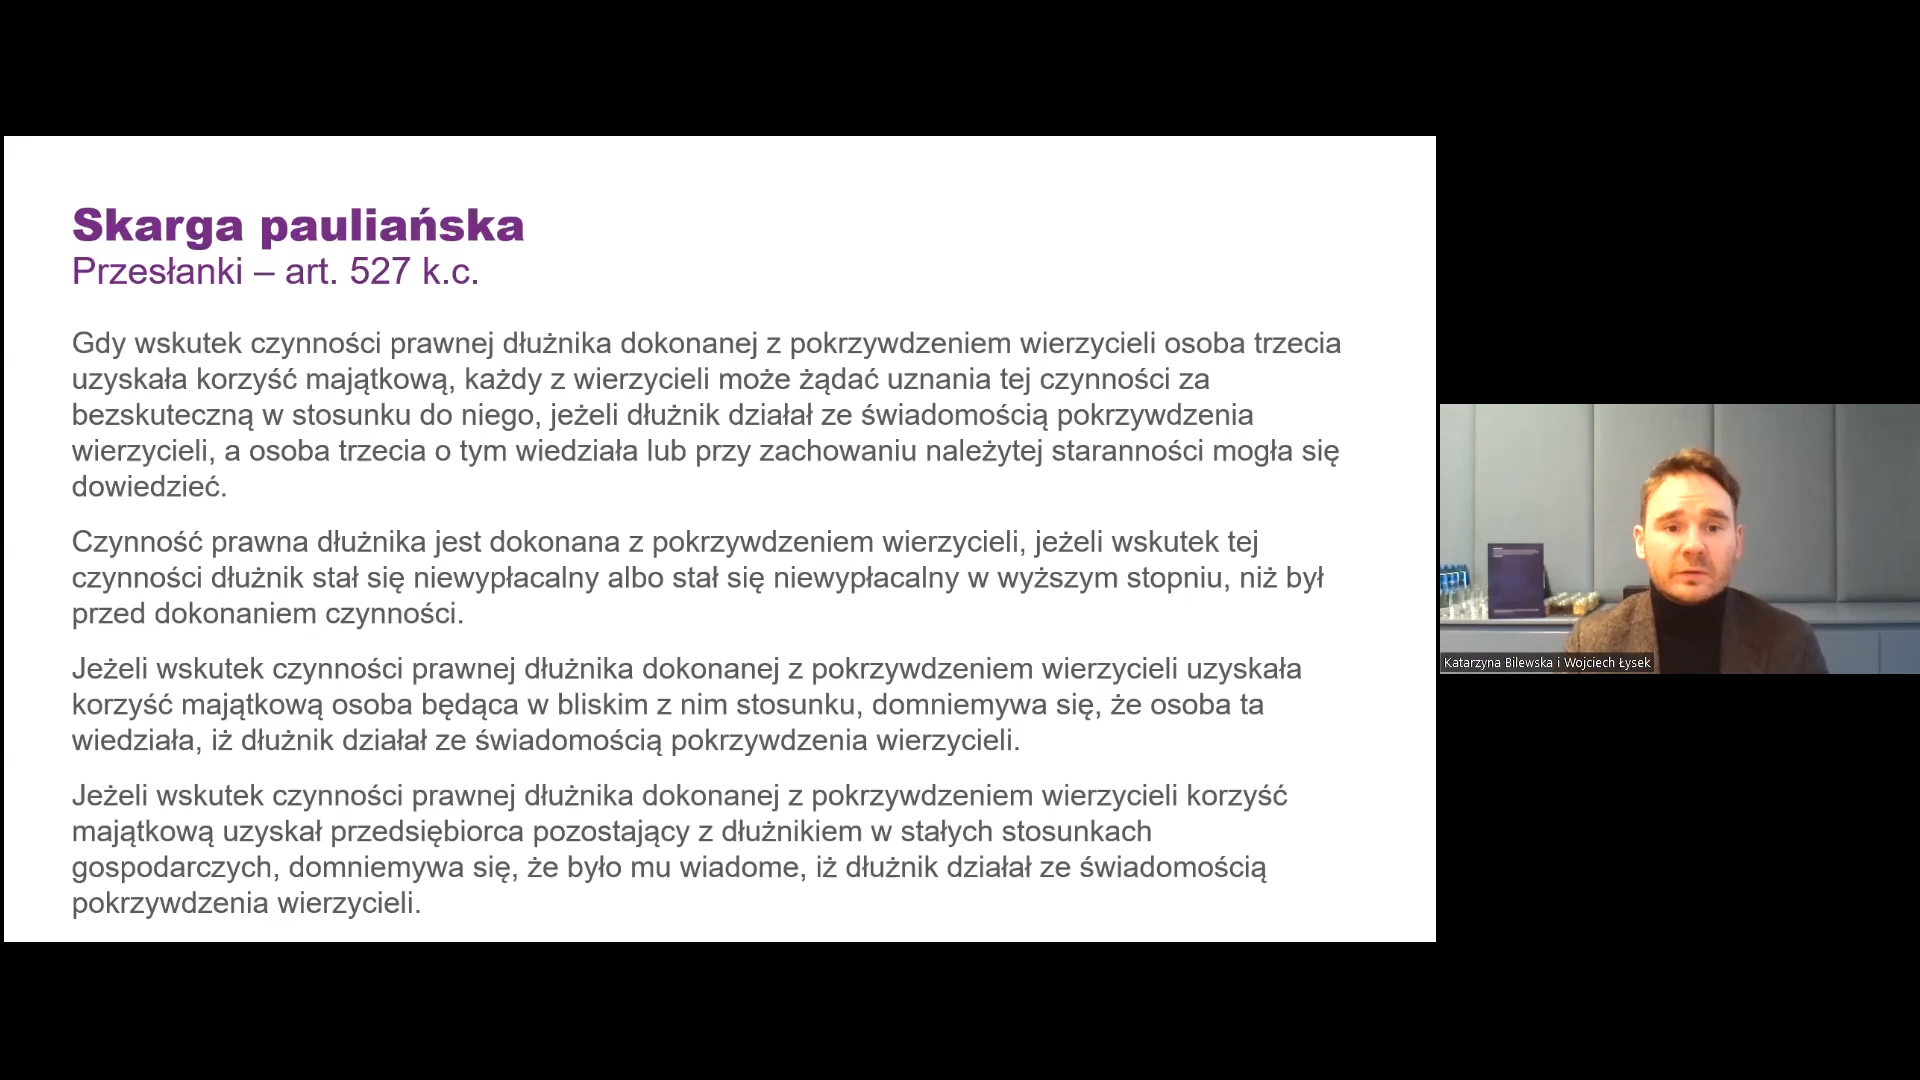 Skarga pauliańska
Przesłanki – art. 527 k.c.
Gdy wskutek czynności prawnej dłużnika dokonanej z pokrzywdzeniem wierzycieli osoba trzecia
uzyskała korzyść majątkową, każdy z wierzycieli może żądać uznania tej czynności za
bezskuteczną w stosunku do niego, jeżeli dłużnik działał ze świadomością pokrzywdzenia
wierzycieli, a osoba trzecia o tym wiedziała lub przy zachowaniu należytej staranności mogła się
dowiedzieć.
Czynność prawna dłużnika jest dokonana z pokrzywdzeniem wierzycieli, jeżeli wskutek tej
czynności dłużnik stał się niewypłacalny albo stał się niewypłacalny w wyższym stopniu, niż był
przed dokonaniem czynności.
Jeżeli wskutek czynności prawnej dłużnika dokonanej z pokrzywdzeniem wierzycieli uzyskała
korzyść majątkową osoba będąca w bliskim z nim stosunku, domniemywa się, że osoba ta
wiedziała, iż dłużnik działał ze świadomością pokrzywdzenia wierzycieli.
Jeżeli wskutek czynności prawnej dłużnika dokonanej z pokrzywdzeniem wierzycieli korzyść
majątkową uzyskał przedsiębiorca pozostający z dłużnikiem w stałych stosunkach
gospodarczych, domniemywa się, że było mu wiadome, iż dłużnik działał ze świadomością
pokrzywdzenia wierzycieli.
Katarzyna Bilewska i Wojciech Łysek